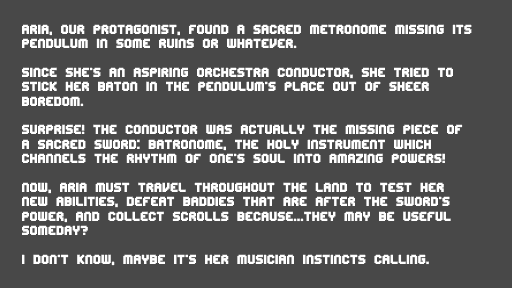 ARIA, OUR PROTAGONIST, FOUND A SACRED METRONOME MISSING ITS
PENDULUM IN SOME RUINS OR WHATEVER.
SINCE SHE'S AN ASPIRING ORCHESTRA CONDUCTOR, SHE TRIED TO
STICK HER BATON IN THE PENDULUM'S PLACE OUT OF SHEER
BOREDOM.
SURPRISE! THE CONDUCTOR WAS ACTUALLY THE MISSING PIECE OF
A SACRED SWORD: BATRONOME, THE HOLY INSTRUMENT WHICH
CHANNELS THE RHYTHM OF ONE'S SOUL INTO AMAZING POWERS!
NOW, ARIA MUST TRAVEL THROUGHOUT THE LAND TO TEST HER
NEW ABILITIES, DEFEAT BADDIES THAT ARE AFTER THE SWORD'S
POWER, AND COLLECT SCROLLS BECAUSE...THEY MAY BE USEFUL
SOMEDAY?
I DON'T KNOW, MAYBE IT'S HER MUSICIAN INSTINCTS CALLING.